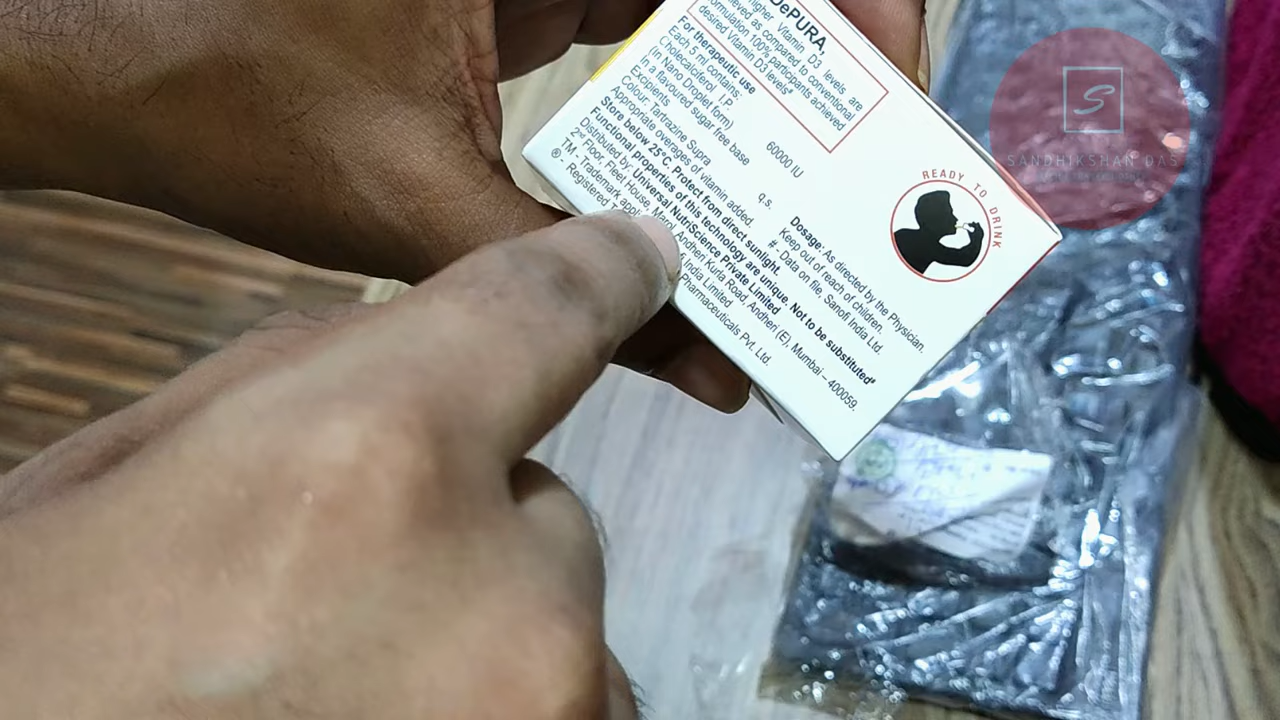 DePURA,
higher Vitamin D3 levels are
achieved as compared to conventional
formulation 100% participants achieved
desired Vitamin D3 levels#
For therapeutic use
Each 5 ml contains:
Cholecalciferol I.P. 60000 IU
(in Nano Droplet form)
in a flavoured sugar free base
Excipients q.s.
Colour: Tartrazine Supra
Appropriate overages of vitamin added.
Dosage: As directed by the Physician.
Store below 25°C. Protect from direct sunlight.
Keep out of reach of children.
Functional properties of this technology are unique. Not to be substituted#
# - Data on file, Sanofi India Ltd.
Distributed by: Universal NutriScience Private Limited
2nd Floor, Fleet House, Marol Andheri Kurla Road, Andheri (E), Mumbai – 400059.
TM - Trademark India Limited
® - Registered Pharmaceuticals Pvt. Ltd.
READY TO DRINK
S
SANDHIKSHAN DAS